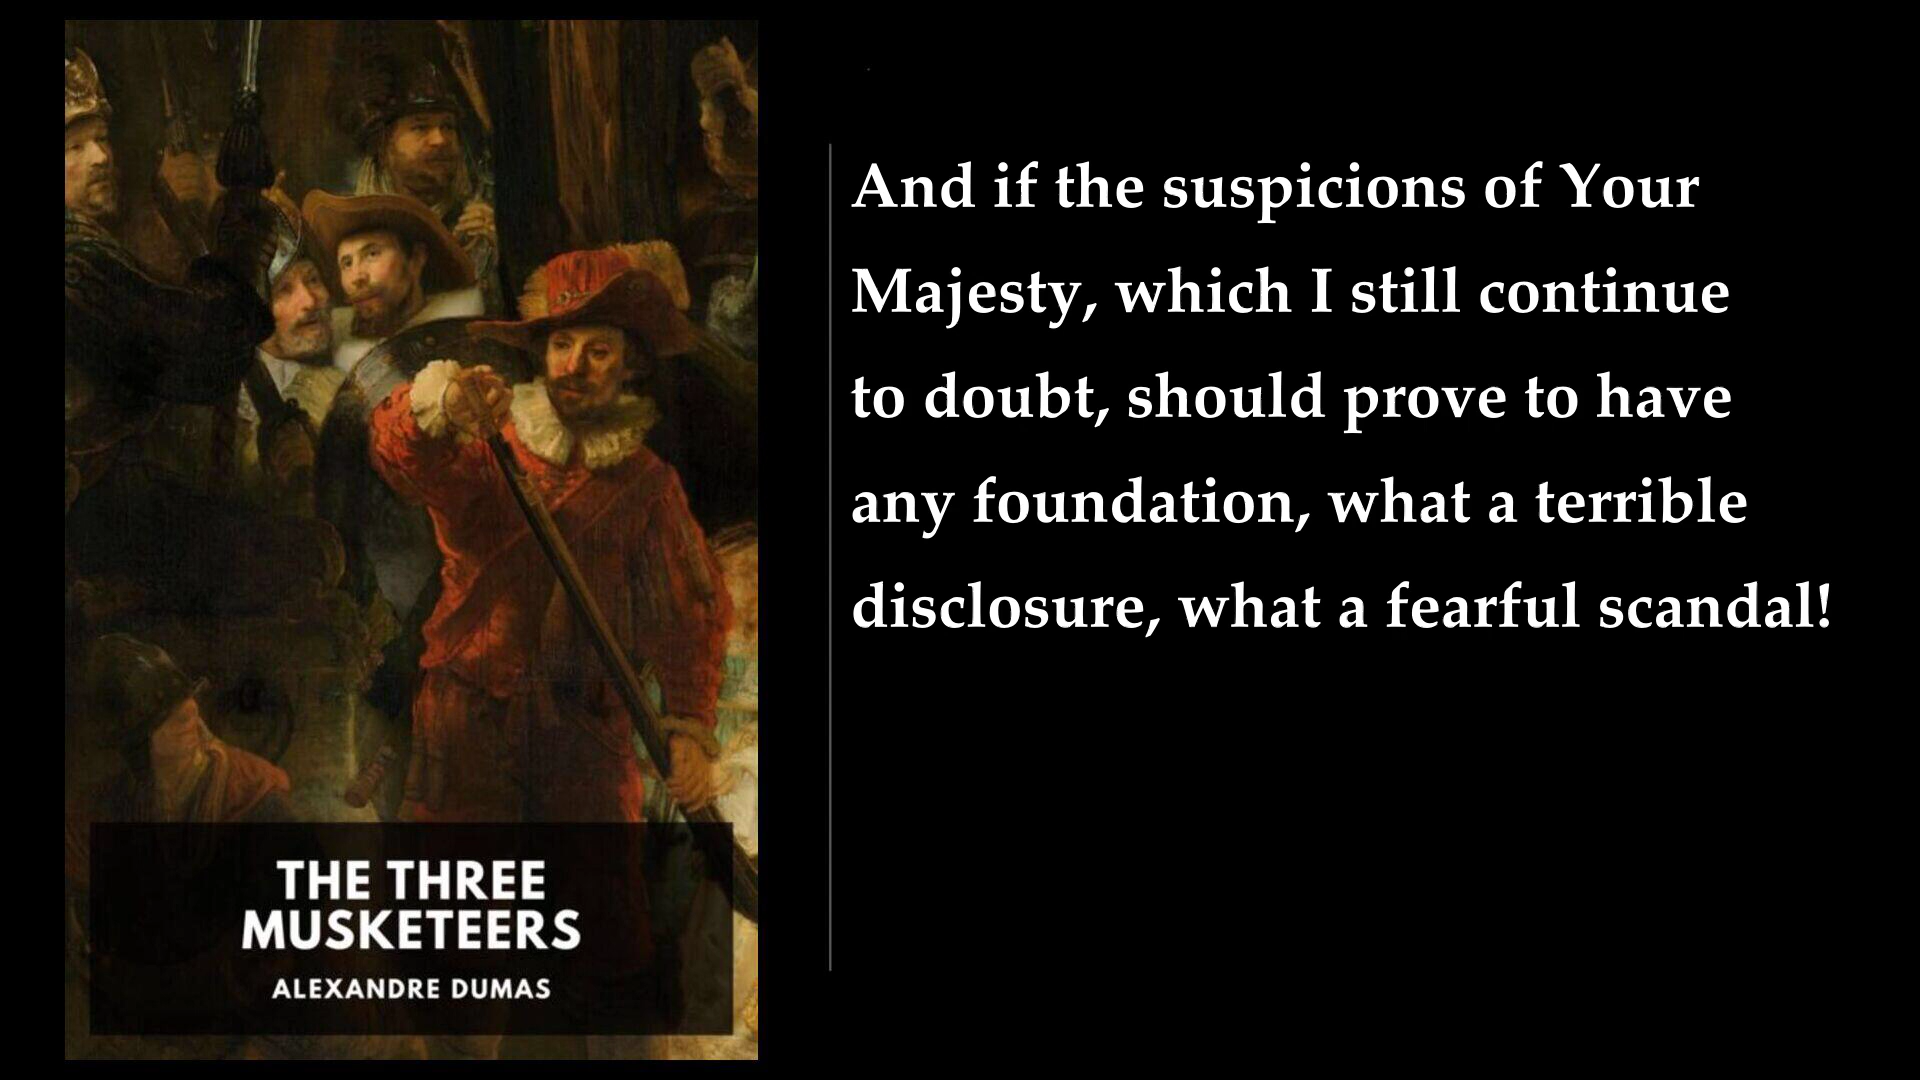 THE THREE
MUSKETEERS
ALEXANDRE DUMAS
And if the suspicions of Your
Majesty, which I still continue
to doubt, should prove to have
any foundation, what a terrible
disclosure, what a fearful scandal!